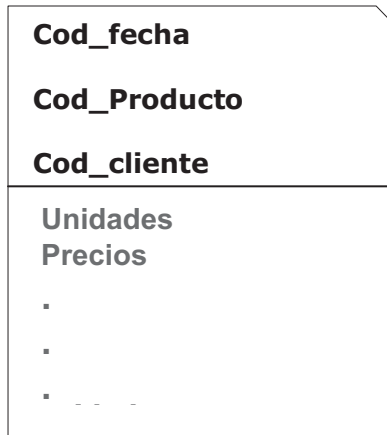 Cod_fecha
Cod_Producto
Cod_cliente
Unidades
Precios
.
.
.